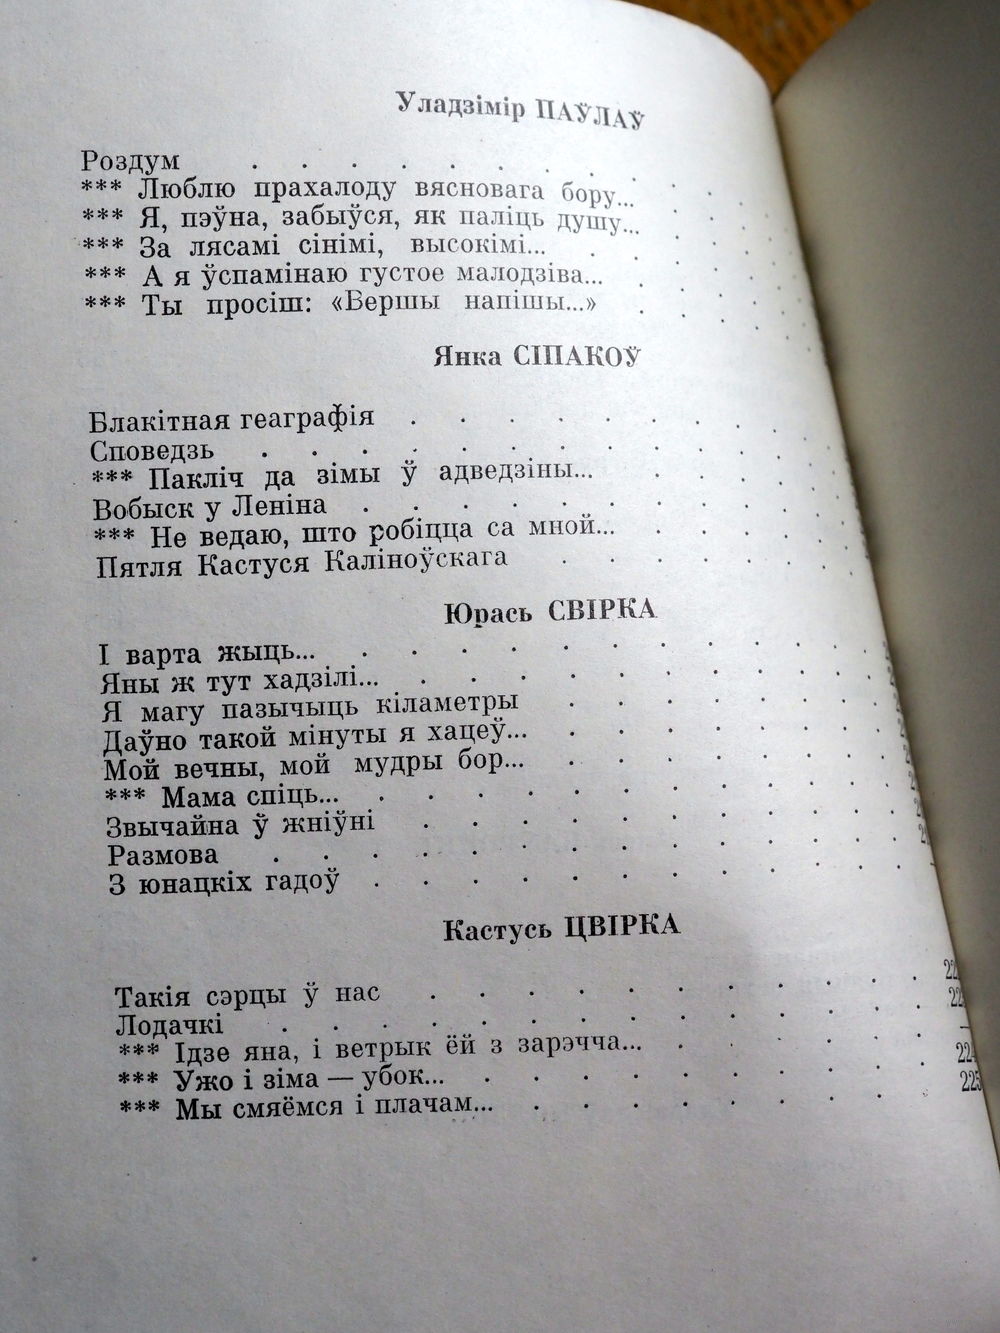 Уладзімір ПАЎЛАЎ
Роздум . . . . . . . . .
*** Люблю прахалоду вясновага бору...
*** Я, пэўна, забыўся, як паліць душу...
*** За лясамі сінімі, высокімі...
*** А я ўспамінаю густое малодзіва...
*** Ты просіш: «Вершы напішы...»
Янка СІПАКОЎ
Блакітная геаграфія
Споведзь
*** Пакліч да зімы ў адведзіны...
Вобыск у Леніна
*** Не ведаю, што робіцца са мной...
Пятля Кастуся Каліноўскага
Юрась СВІРКА
І варта жыць...
Яны ж тут хадзілі...
Я магу пазычыць кіламетры
Даўно такой мінуты я хацеў...
Мой вечны, мой мудры бор...
*** Мама спіць...
Звычайна ў жніўні
Размова
З юнацкіх гадоў
Кастусь ЦВІРКА
Такія сэрцы ў нас
Лодачкі
*** Ідзе яна, і ветрык ёй з зарэчча... 224
*** Ужо і зіма — убок... 225
*** Мы смяёмся і плачам...